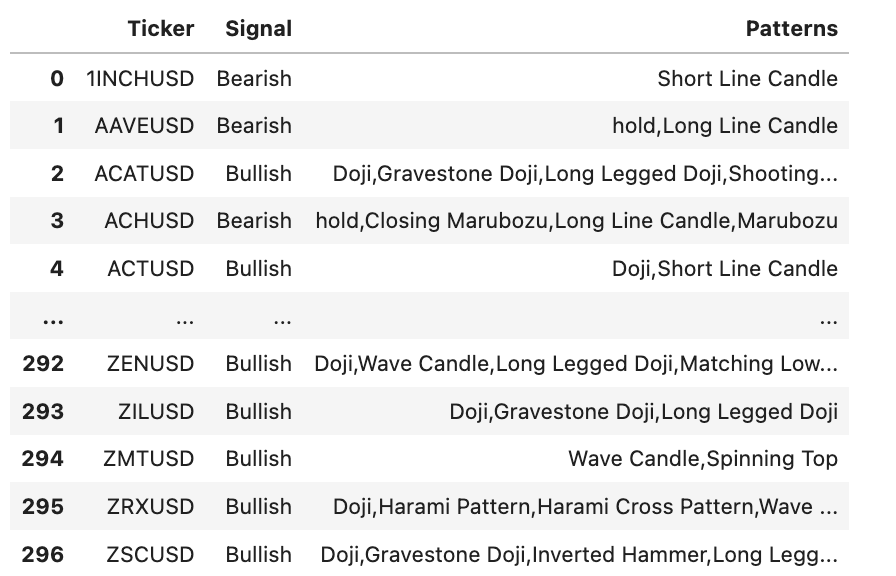 Ticker Signal Patterns
0 1INCHUSD Bearish Short Line Candle
1 AAVEUSD Bearish hold,Long Line Candle
2 ACATUSD Bullish Doji,Gravestone Doji,Long Legged Doji,Shooting...
3 ACHUSD Bearish hold,Closing Marubozu,Long Line Candle,Marubozu
4 ACTUSD Bullish Doji,Short Line Candle
... ... ... ...
292 ZENUSD Bullish Doji,Wave Candle,Long Legged Doji,Matching Low...
293 ZILUSD Bullish Doji,Gravestone Doji,Long Legged Doji
294 ZMTUSD Bullish Wave Candle,Spinning Top
295 ZRXUSD Bullish Doji,Harami Pattern,Harami Cross Pattern,Wave ...
296 ZSCUSD Bullish Doji,Gravestone Doji,Inverted Hammer,Long Legg...